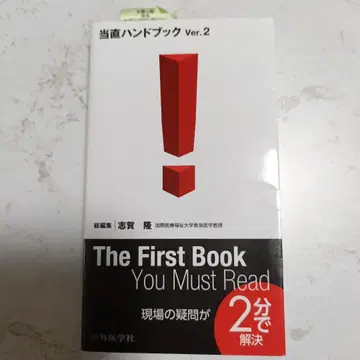 当直ハンドブック Ver.2
総編集 志賀 隆 国際医療福祉大学救急医学教授
The First Book
You Must Read
現場の疑問が
2分で
解決
中外医学社